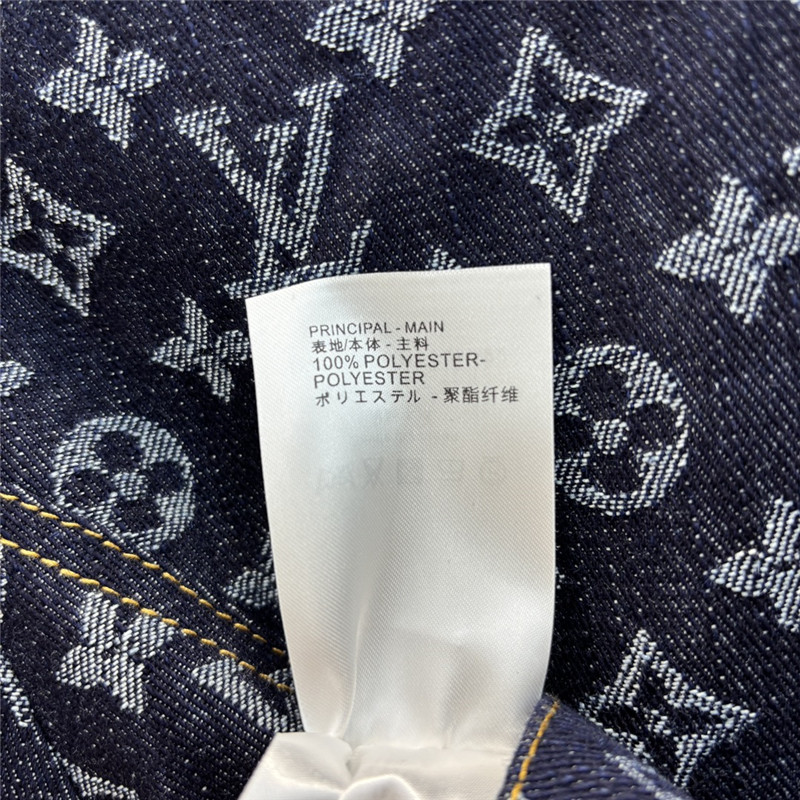 PRINCIPAL - MAIN
表地/本体 - 主料
100% POLYESTER-
POLYESTER
ポリエステル - 聚酯纤维